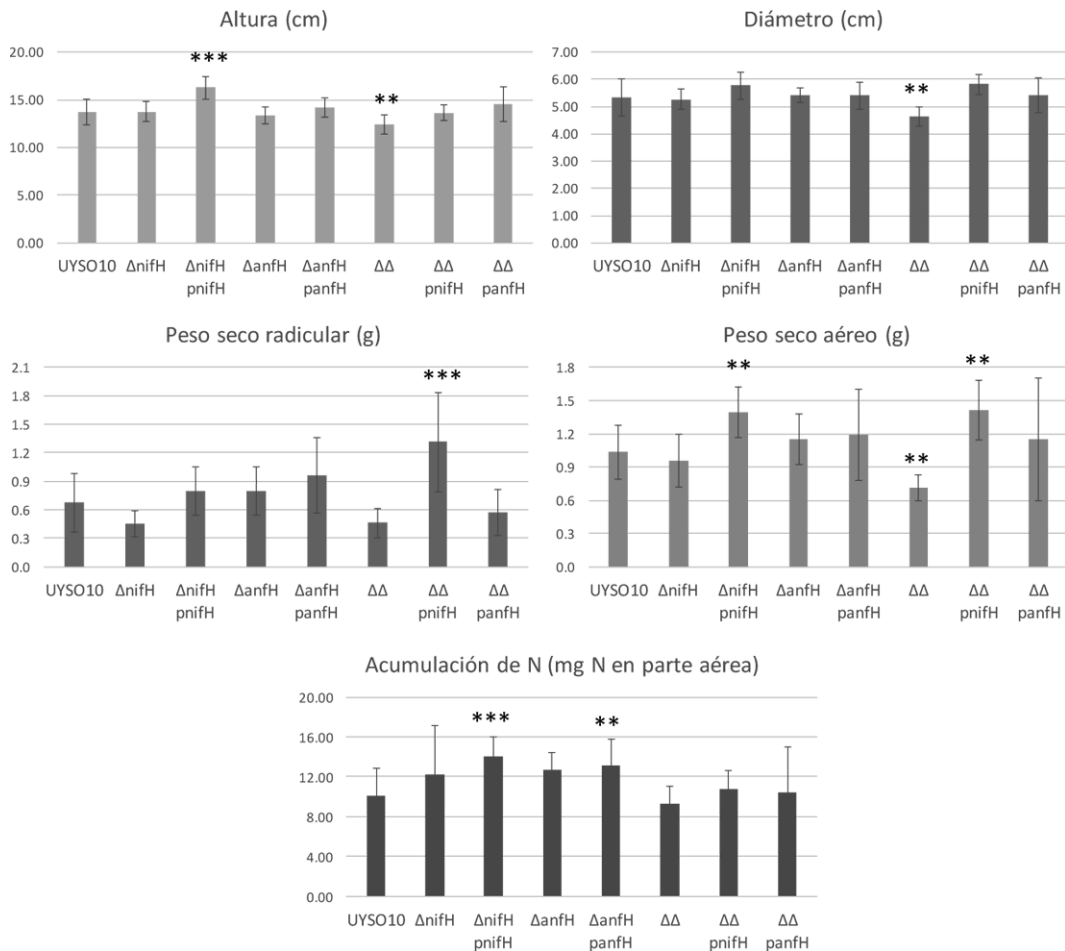 Altura (cm)
20.00
15.00
10.00
5.00
0.00
***
**
UYSO10 ΔnifH ΔnifH ΔanfH ΔanfH ΔΔ ΔΔ ΔΔ
pnifH panfH pnifH panfH
Diámetro (cm)
7.00
6.00
5.00
4.00
3.00
2.00
1.00
0.00
**
UYSO10 ΔnifH ΔnifH ΔanfH ΔanfH ΔΔ ΔΔ ΔΔ
pnifH panfH pnifH panfH
Peso seco radicular (g)
2.1
1.8
1.5
1.2
0.9
0.6
0.3
0.0
***
UYSO10 ΔnifH ΔnifH ΔanfH ΔanfH ΔΔ ΔΔ ΔΔ
pnifH panfH pnifH panfH
Peso seco aéreo (g)
1.8
1.5
1.2
0.9
0.6
0.3
0.0
** **
**
UYSO10 ΔnifH ΔnifH ΔanfH ΔanfH ΔΔ ΔΔ ΔΔ
pnifH panfH pnifH panfH
Acumulación de N (mg N en parte aérea)
20.00
16.00
12.00
8.00
4.00
0.00
*** **
UYSO10 ΔnifH ΔnifH ΔanfH ΔanfH ΔΔ ΔΔ ΔΔ
pnifH panfH pnifH panfH